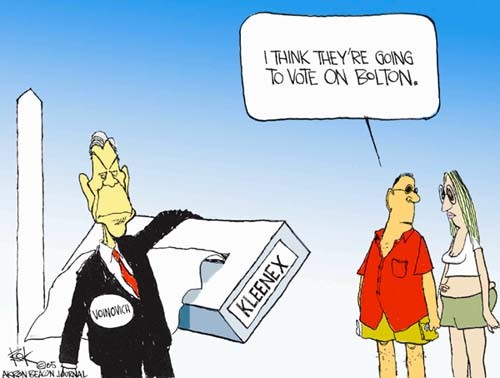 I THINK THEY'RE GOING
TO VOTE ON BOLTON.
KLEENEX
VOINOVICH
©05
AKRON BEACON JOURNAL